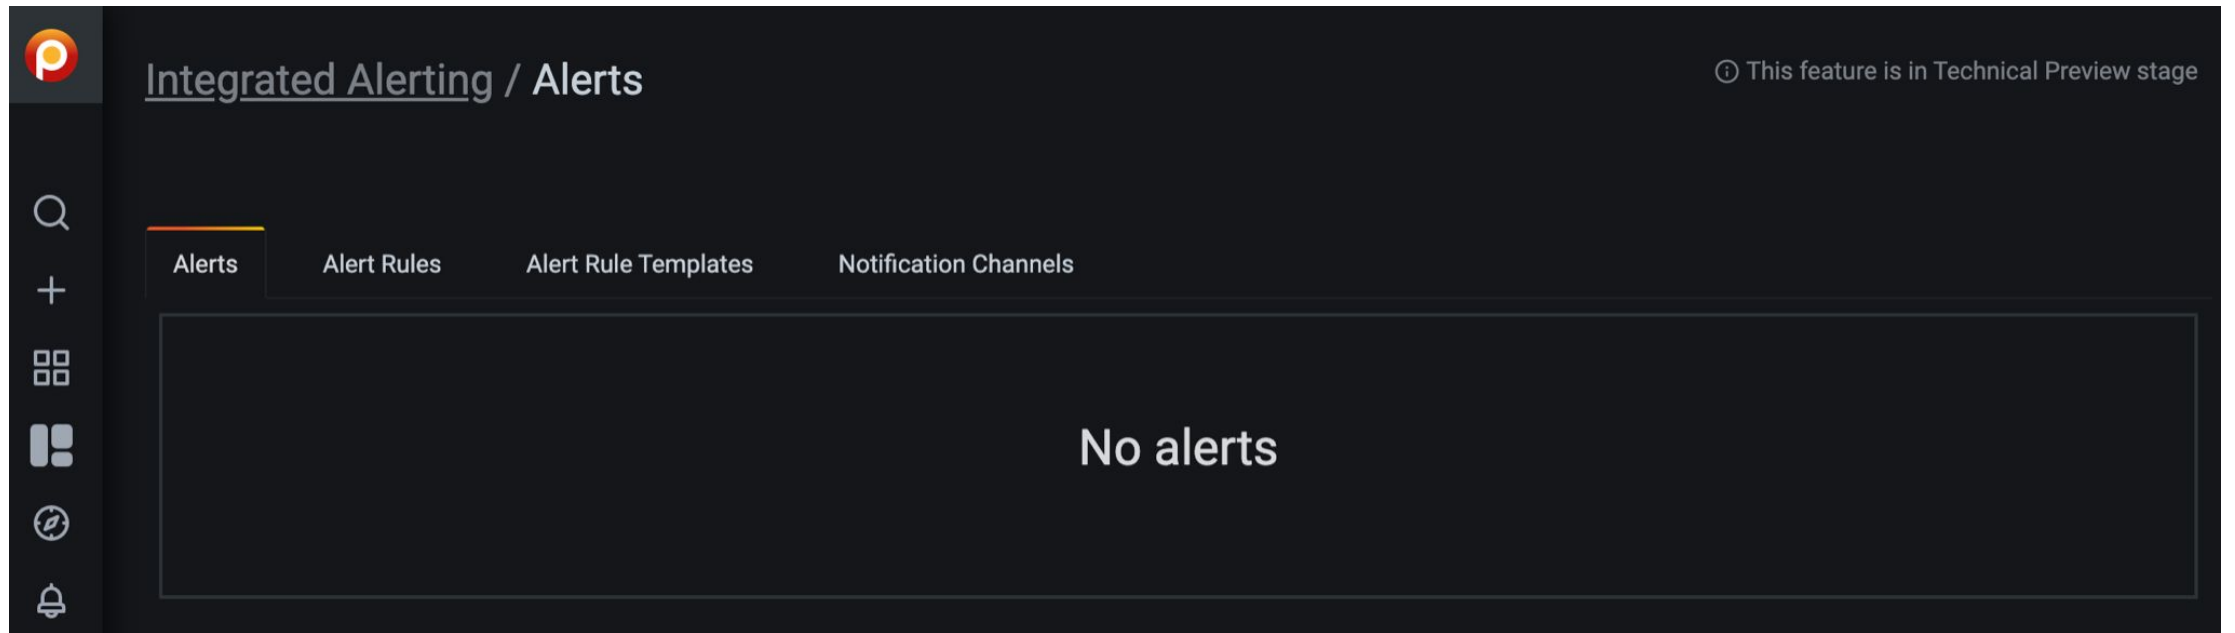 Integrated Alerting / Alerts
This feature is in Technical Preview stage
Alerts
Alert Rules
Alert Rule Templates
Notification Channels
No alerts